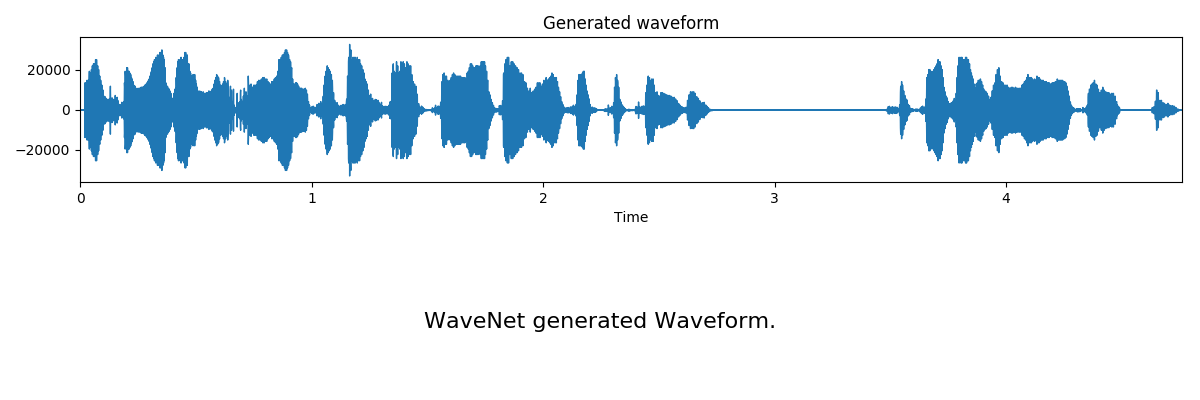 Generated waveform
20000
0
−20000
0 1 2 3 4
Time
WaveNet generated Waveform.